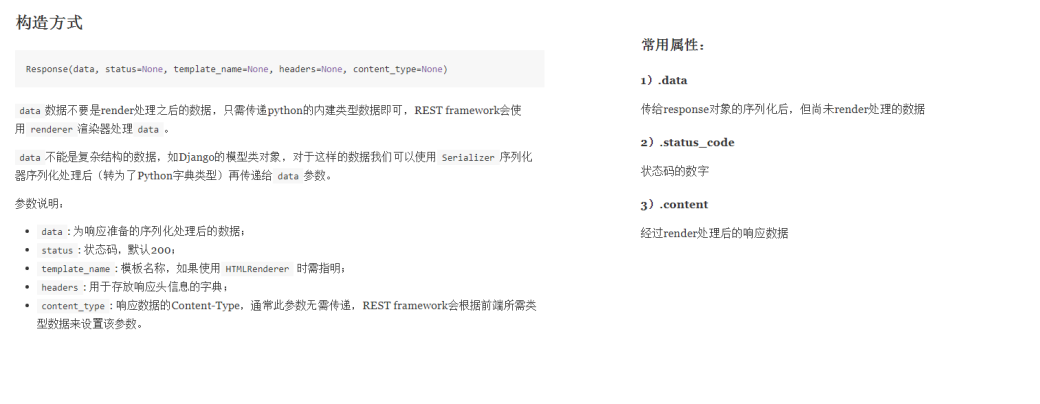 构造方式
Response(data, status=None, template_name=None, headers=None, content_type=None)
data 数据不要是render处理之后的数据，只需传递python的内建类型数据即可，REST framework会使
用 renderer 渲染器处理 data 。
data 不能是复杂结构的数据，如Django的模型类对象，对于这样的数据我们可以使用 Serializer 序列化
器序列化处理后（转为了Python字典类型）再传递给 data 参数。
参数说明：
• data : 为响应准备的序列化处理后的数据；
• status : 状态码，默认200；
• template_name : 模板名称，如果使用 HTMLRenderer 时需指明；
• headers : 用于存放响应头信息的字典；
• content_type : 响应数据的Content-Type，通常此参数无需传递，REST framework会根据前端所需类
型数据来设置该参数。
常用属性：
1）.data
传给response对象的序列化后，但尚未render处理的数据
2）.status_code
状态码的数字
3）.content
经过render处理后的响应数据